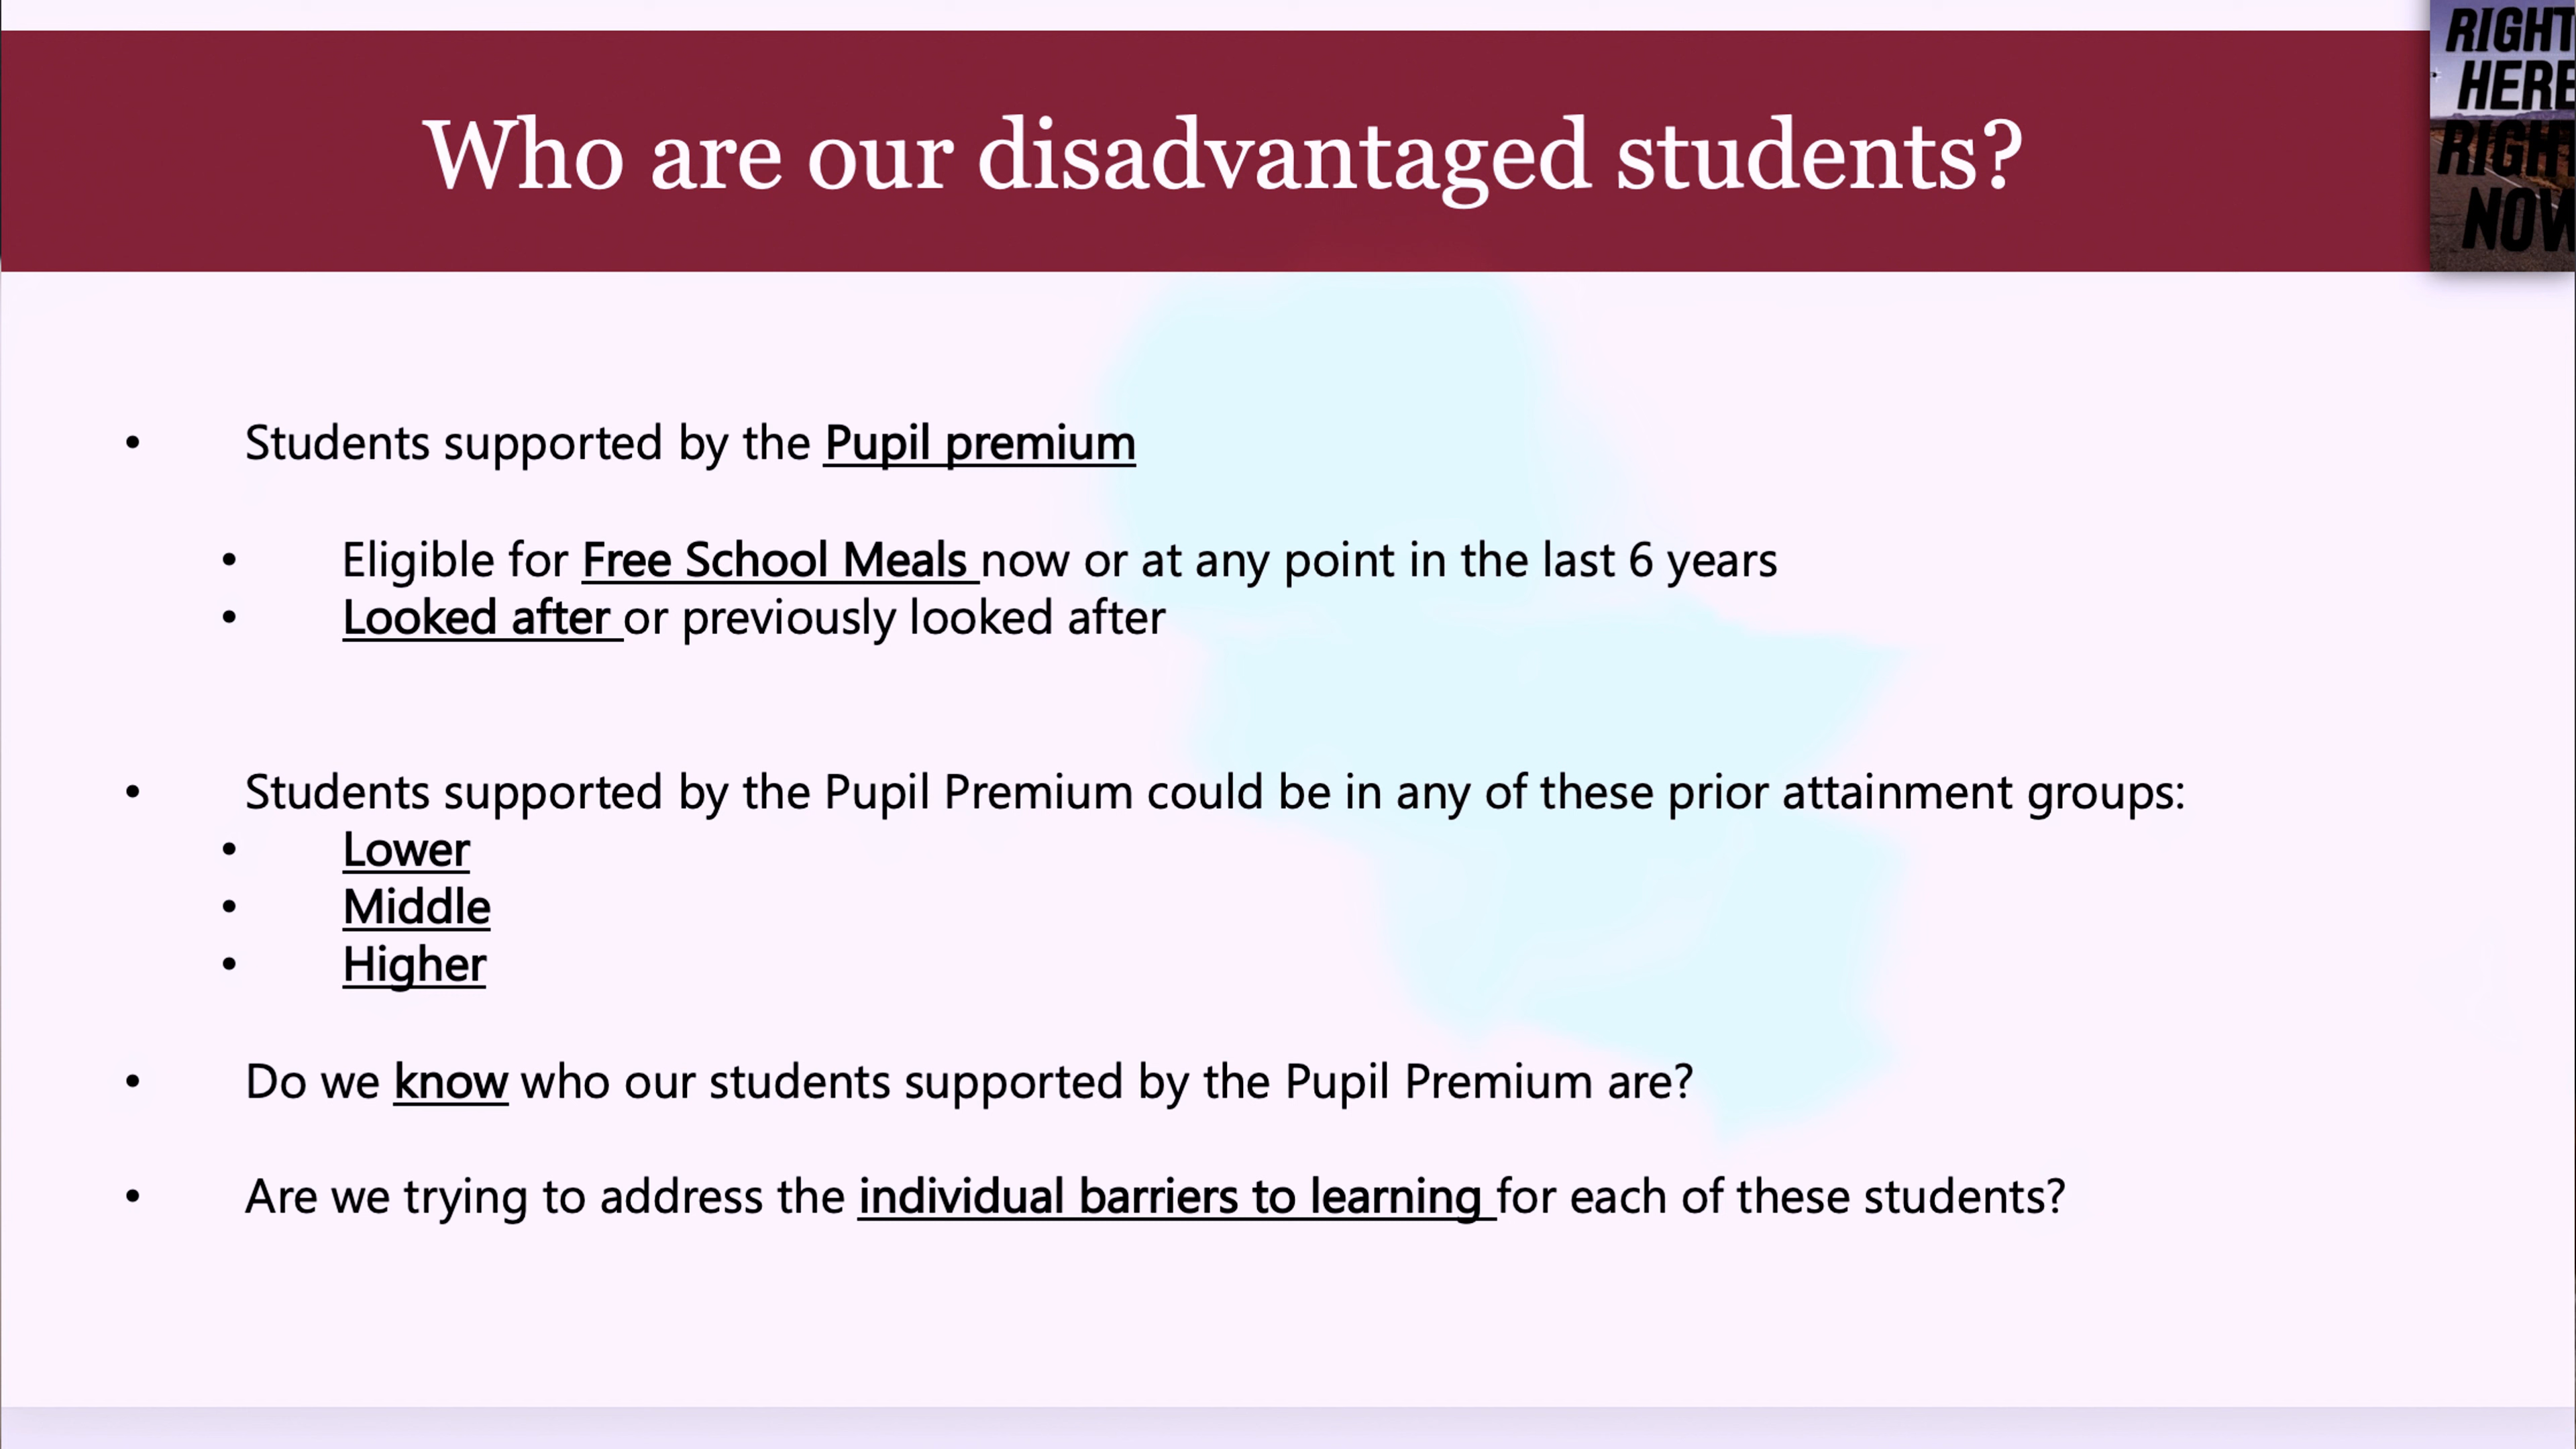 Who are our disadvantaged students?
RIGHT
HERE
RIGHT
NOW
• Students supported by the Pupil premium
• Eligible for Free School Meals now or at any point in the last 6 years
• Looked after or previously looked after
• Students supported by the Pupil Premium could be in any of these prior attainment groups:
• Lower
• Middle
• Higher
• Do we know who our students supported by the Pupil Premium are?
• Are we trying to address the individual barriers to learning for each of these students?